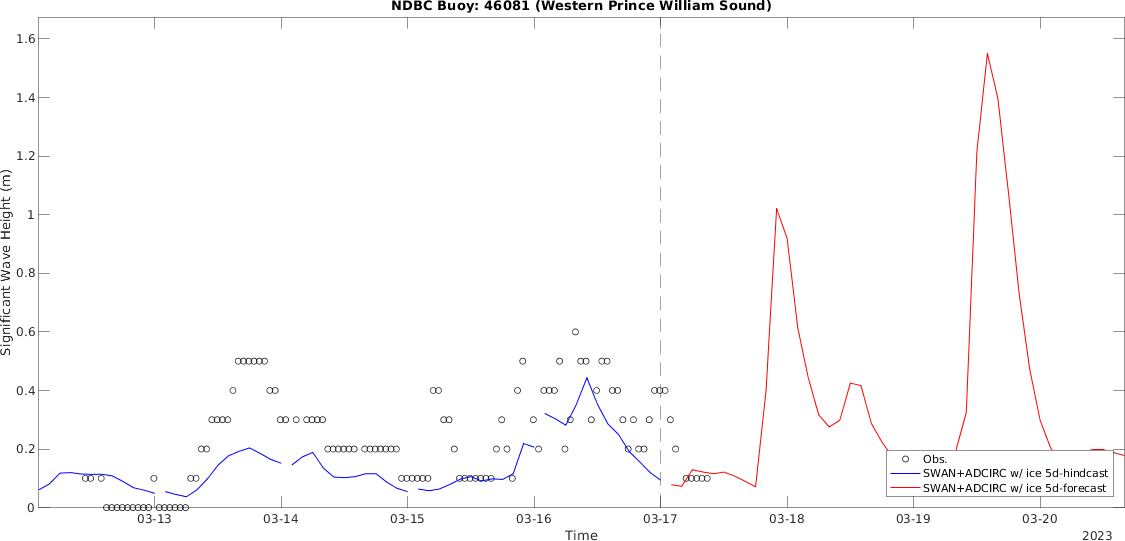 NDBC Buoy: 46081 (Western Prince William Sound)
1.6
1.4
1.2
1
0.8
0.6
0.4
0.2
0
Significant Wave Height (m)
Obs.
SWAN+ADCIRC w/ ice 5d-hindcast
SWAN+ADCIRC w/ ice 5d-forecast
03-13 03-14 03-15 03-16 03-17 03-18 03-19 03-20
Time
2023